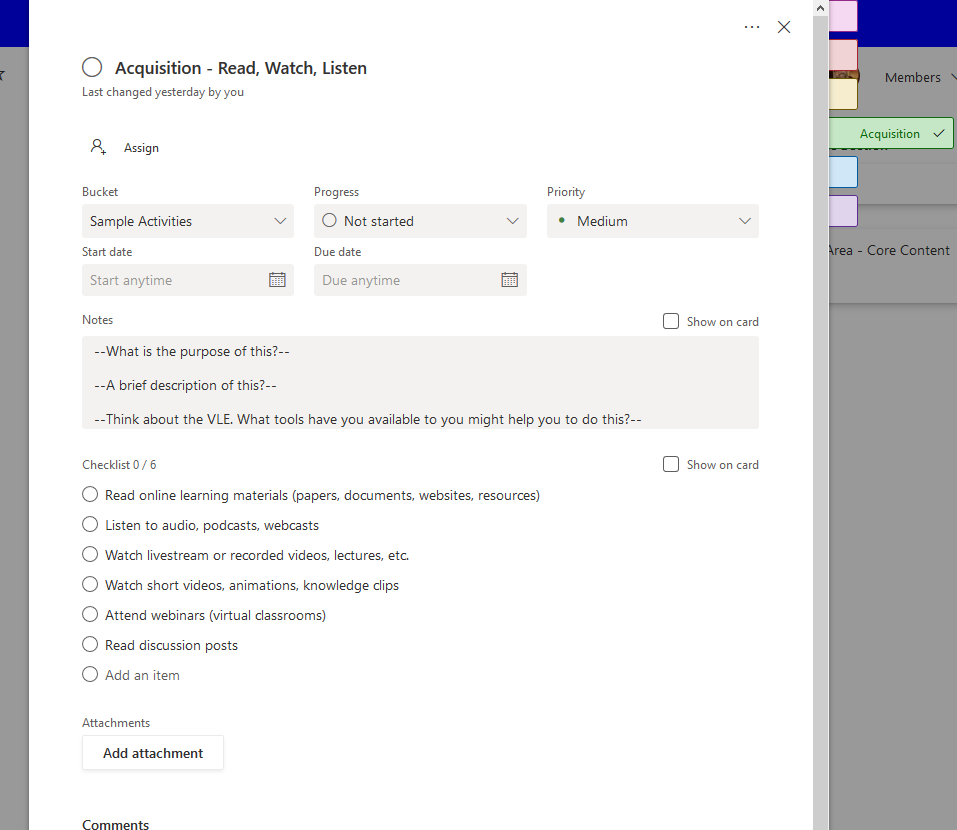 Acquisition - Read, Watch, Listen
Last changed yesterday by you
Members
Acquisition
Assign
Bucket
Progress
Priority
Sample Activities
Not started
Medium
Start date
Due date
Area - Core Content
Start anytime
Due anytime
Notes
Show on card
--What is the purpose of this?--
--A brief description of this?--
--Think about the VLE. What tools have you available to you might help you to do this?--
Checklist 0 / 6
Show on card
Read online learning materials (papers, documents, websites, resources)
Listen to audio, podcasts, webcasts
Watch livestream or recorded videos, lectures, etc.
Watch short videos, animations, knowledge clips
Attend webinars (virtual classrooms)
Read discussion posts
Add an item
Attachments
Add attachment
Comments